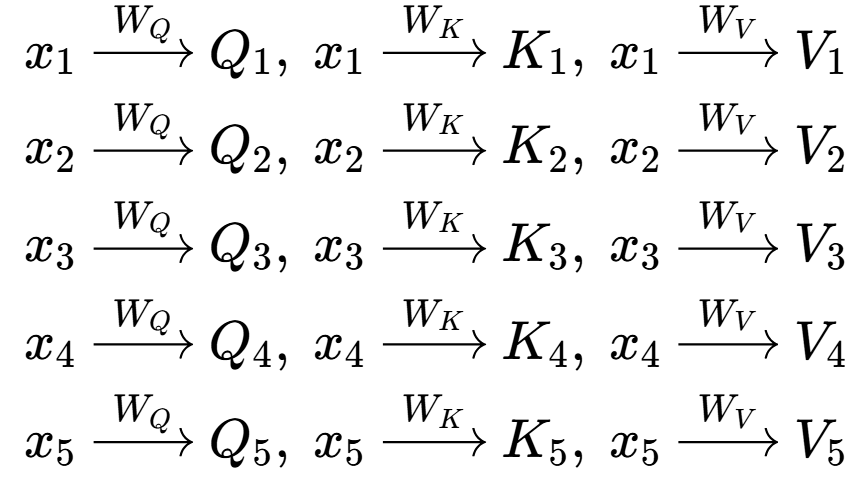 x₁ —W_Q→ Q₁, x₁ —W_K→ K₁, x₁ —W_V→ V₁
x₂ —W_Q→ Q₂, x₂ —W_K→ K₂, x₂ —W_V→ V₂
x₃ —W_Q→ Q₃, x₃ —W_K→ K₃, x₃ —W_V→ V₃
x₄ —W_Q→ Q₄, x₄ —W_K→ K₄, x₄ —W_V→ V₄
x₅ —W_Q→ Q₅, x₅ —W_K→ K₅, x₅ —W_V→ V₅